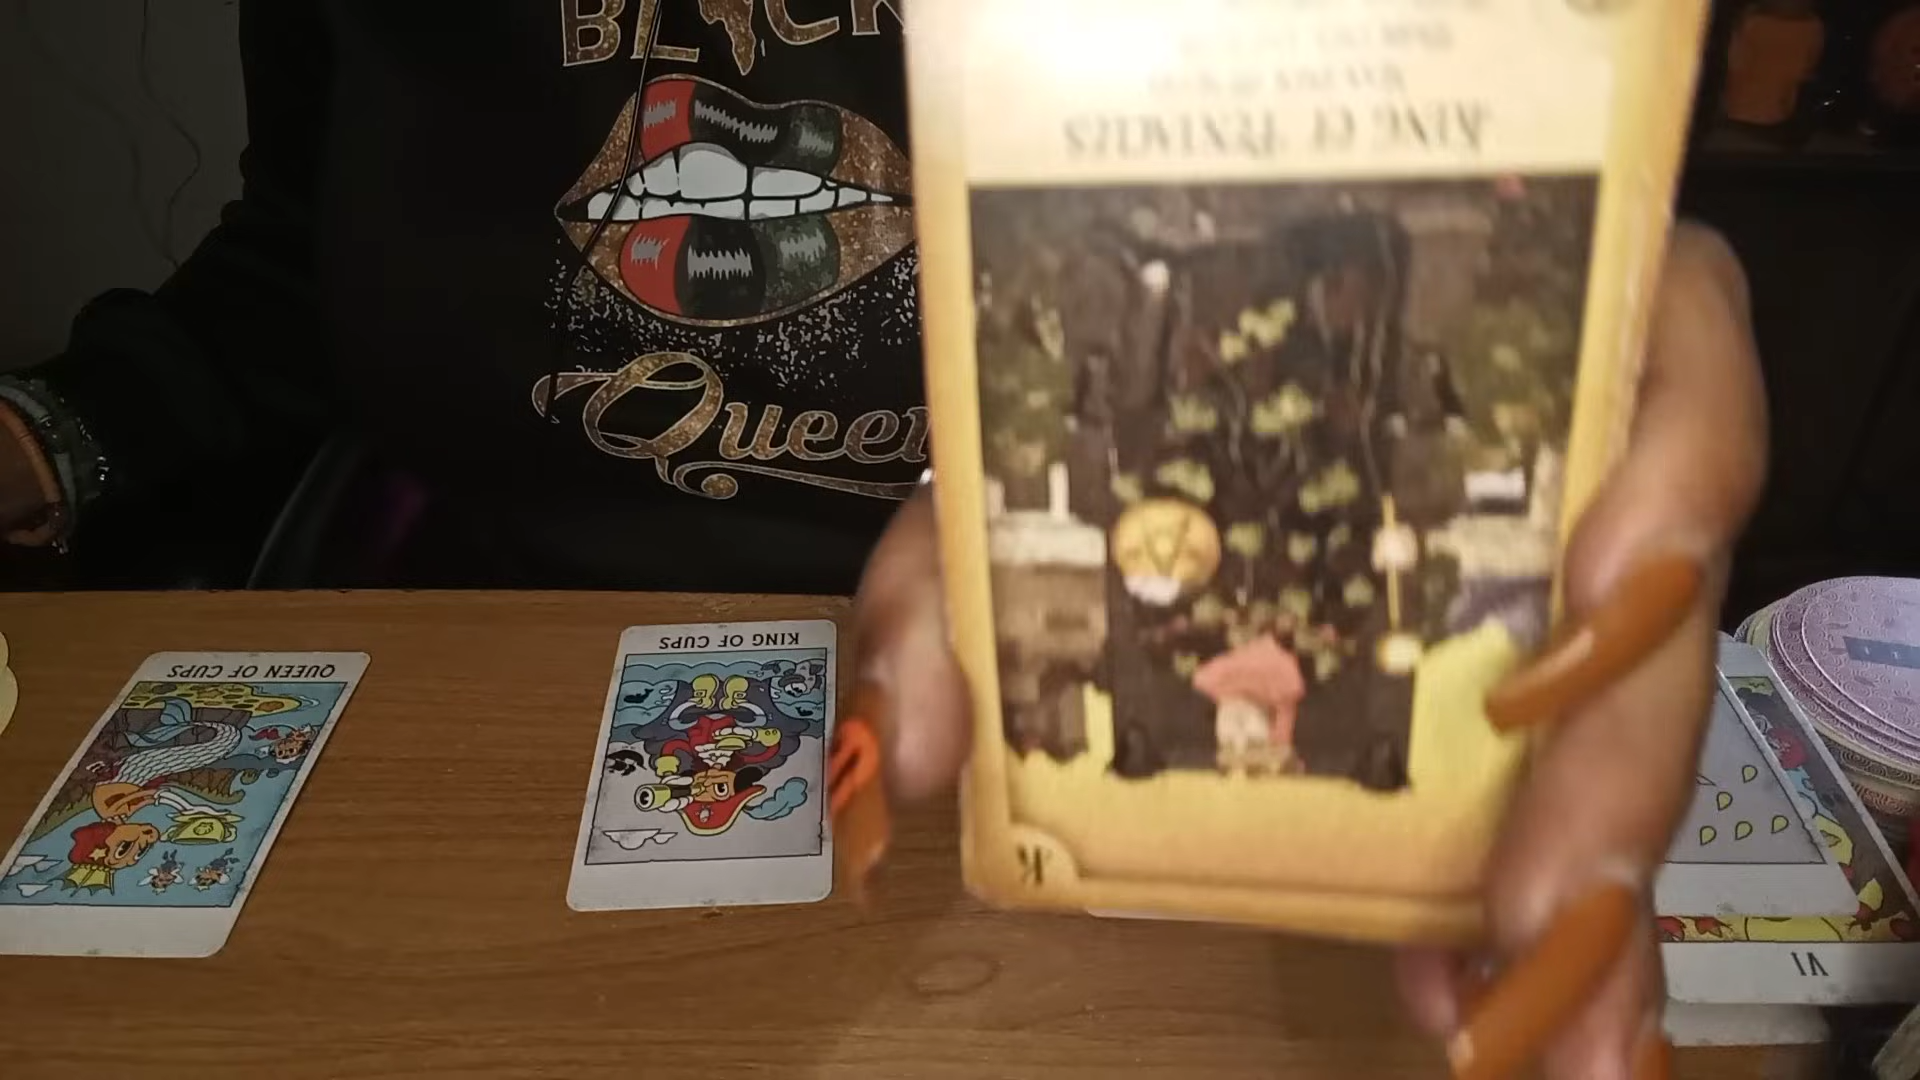 BLACK
Queen
KING OF PENTACLES
K
QUEEN OF CUPS
KING OF CUPS
VI